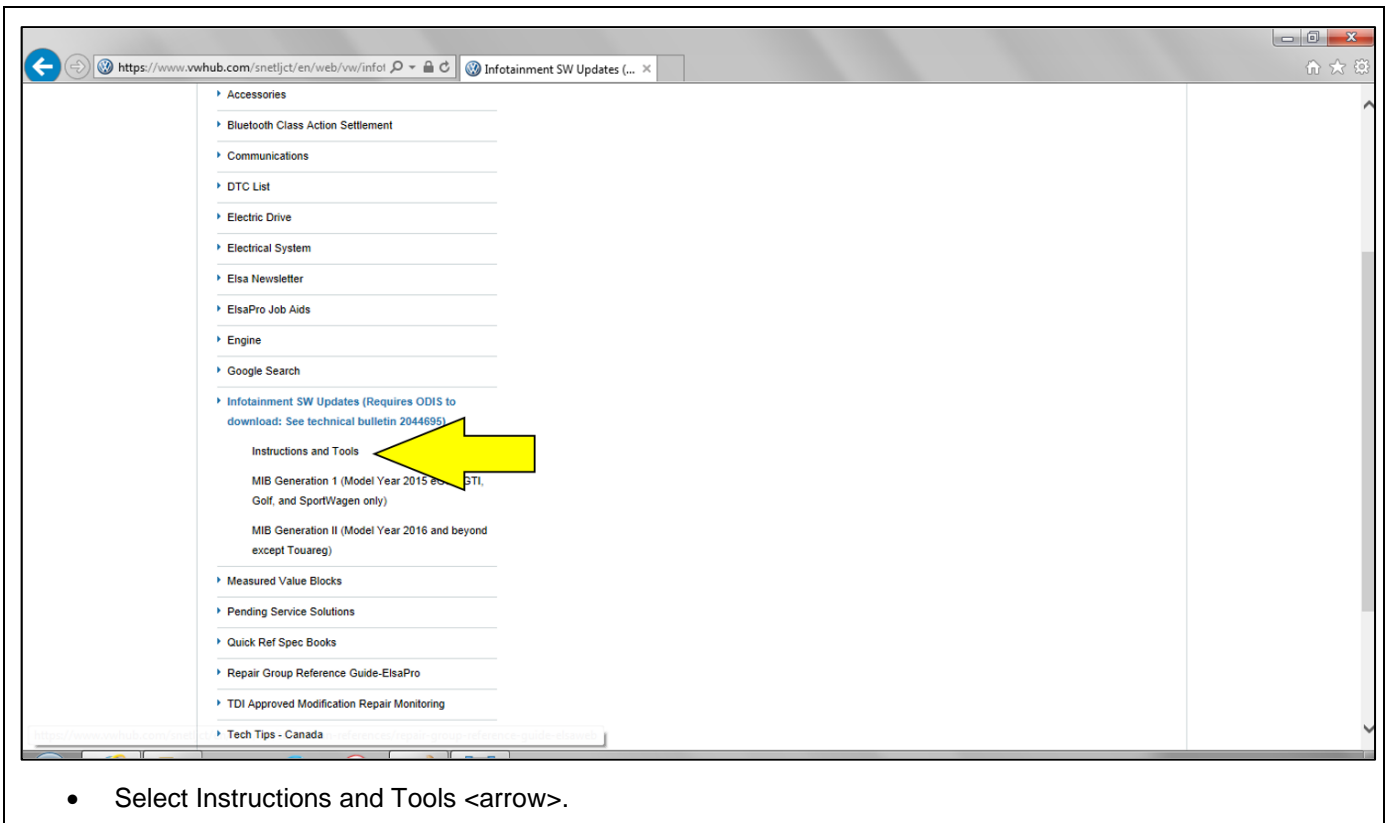 https://www.vwhub.com/snetljct/en/web/vw/infot
Infotainment SW Updates (...
Accessories
Bluetooth Class Action Settlement
Communications
DTC List
Electric Drive
Electrical System
Elsa Newsletter
ElsaPro Job Aids
Engine
Google Search
Infotainment SW Updates (Requires ODIS to
download: See technical bulletin 2044695)
Instructions and Tools
MIB Generation 1 (Model Year 2015 GTI,
Golf, and SportWagen only)
MIB Generation II (Model Year 2016 and beyond
except Touareg)
Measured Value Blocks
Pending Service Solutions
Quick Ref Spec Books
Repair Group Reference Guide-ElsaPro
TDI Approved Modification Repair Monitoring
Tech Tips - Canada
• Select Instructions and Tools <arrow>.